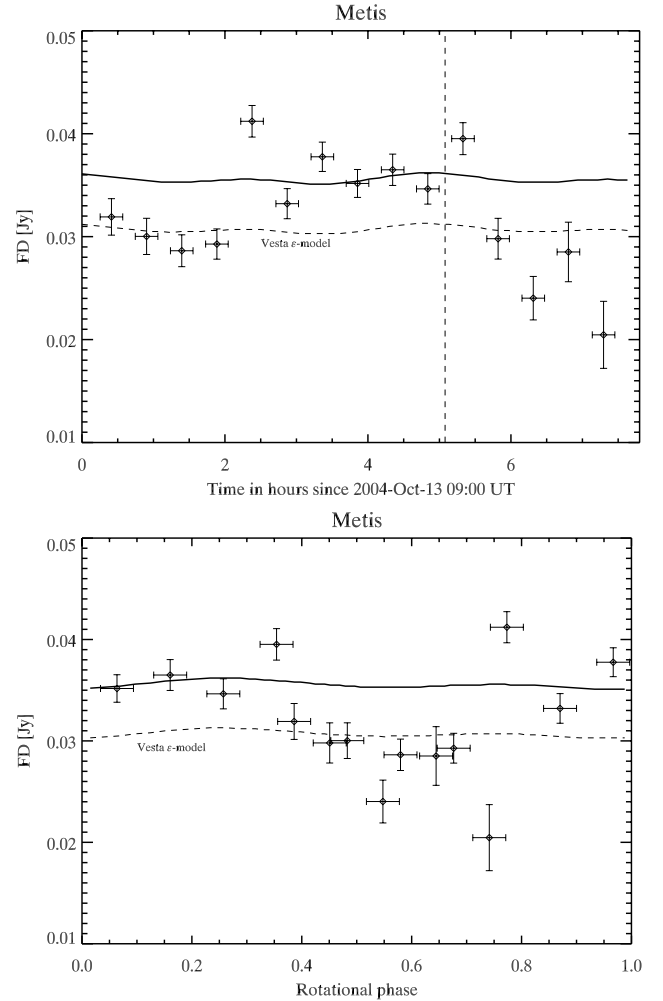 Metis
0.05
0.04
0.03
0.02
0.01
FD [Jy]
Vesta ε-model
0 2 4 6
Time in hours since 2004-Oct-13 09:00 UT
Metis
0.05
0.04
0.03
0.02
0.01
FD [Jy]
Vesta ε-model
0.0 0.2 0.4 0.6 0.8 1.0
Rotational phase